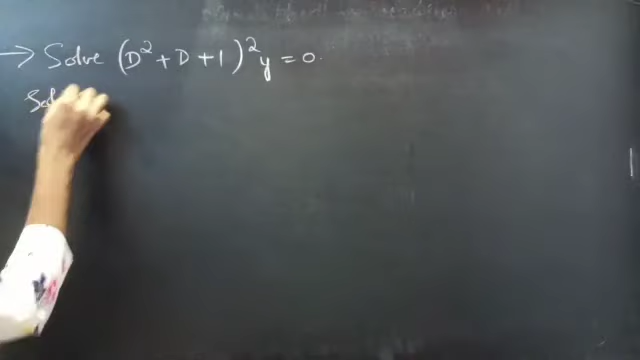 → Solve (D² + D + 1)² y = 0.